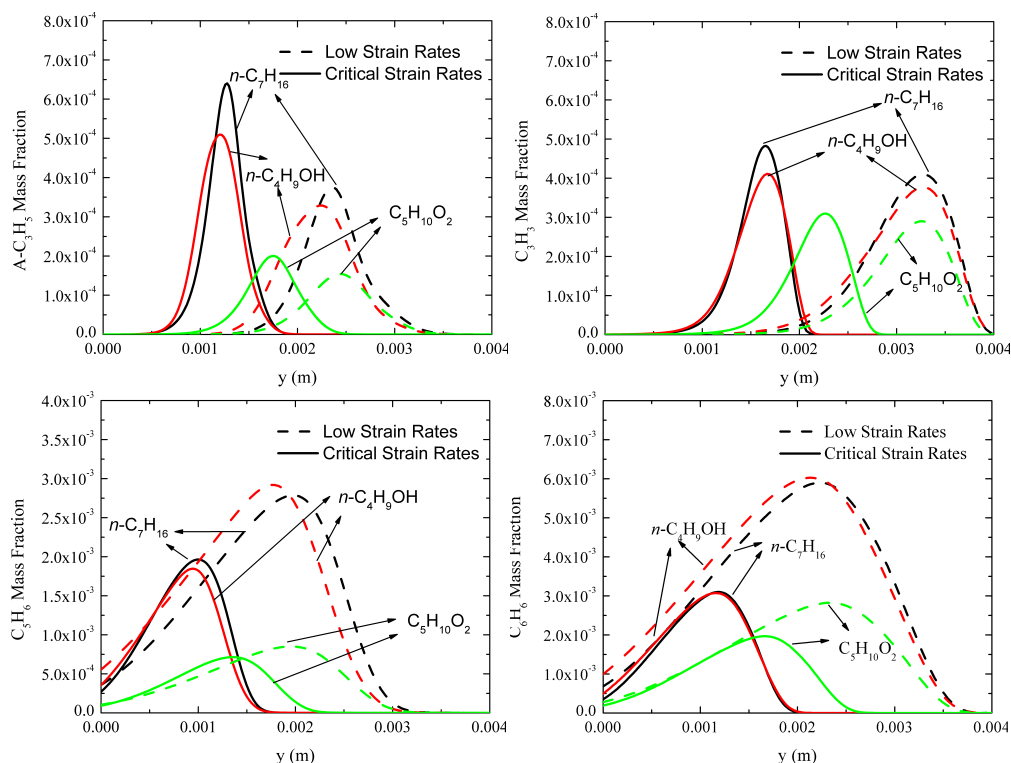 8.0x10⁻⁴
7.0x10⁻⁴
6.0x10⁻⁴
5.0x10⁻⁴
4.0x10⁻⁴
3.0x10⁻⁴
2.0x10⁻⁴
1.0x10⁻⁴
0.0
A-C₃H₅ Mass Fraction
Low Strain Rates
Critical Strain Rates
n-C₇H₁₆
n-C₄H₉OH
C₅H₁₀O₂
0.000 0.001 0.002 0.003 0.004
y (m)
8.0x10⁻⁴
7.0x10⁻⁴
6.0x10⁻⁴
5.0x10⁻⁴
4.0x10⁻⁴
3.0x10⁻⁴
2.0x10⁻⁴
1.0x10⁻⁴
0.0
C₃H₃ Mass Fraction
Low Strain Rates
Critical Strain Rates
n-C₇H₁₆
n-C₄H₉OH
C₅H₁₀O₂
0.000 0.001 0.002 0.003 0.004
y (m)
4.0x10⁻³
3.5x10⁻³
3.0x10⁻³
2.5x10⁻³
2.0x10⁻³
1.5x10⁻³
1.0x10⁻³
5.0x10⁻⁴
0.0
C₅H₆ Mass Fraction
Low Strain Rates
Critical Strain Rates
n-C₄H₉OH
n-C₇H₁₆
C₅H₁₀O₂
0.000 0.001 0.002 0.003 0.004
y (m)
8.0x10⁻³
7.0x10⁻³
6.0x10⁻³
5.0x10⁻³
4.0x10⁻³
3.0x10⁻³
2.0x10⁻³
1.0x10⁻³
0.0
C₆H₆ Mass Fraction
Low Strain Rates
Critical Strain Rates
n-C₄H₉OH
n-C₇H₁₆
C₅H₁₀O₂
0.000 0.001 0.002 0.003 0.004
y (m)